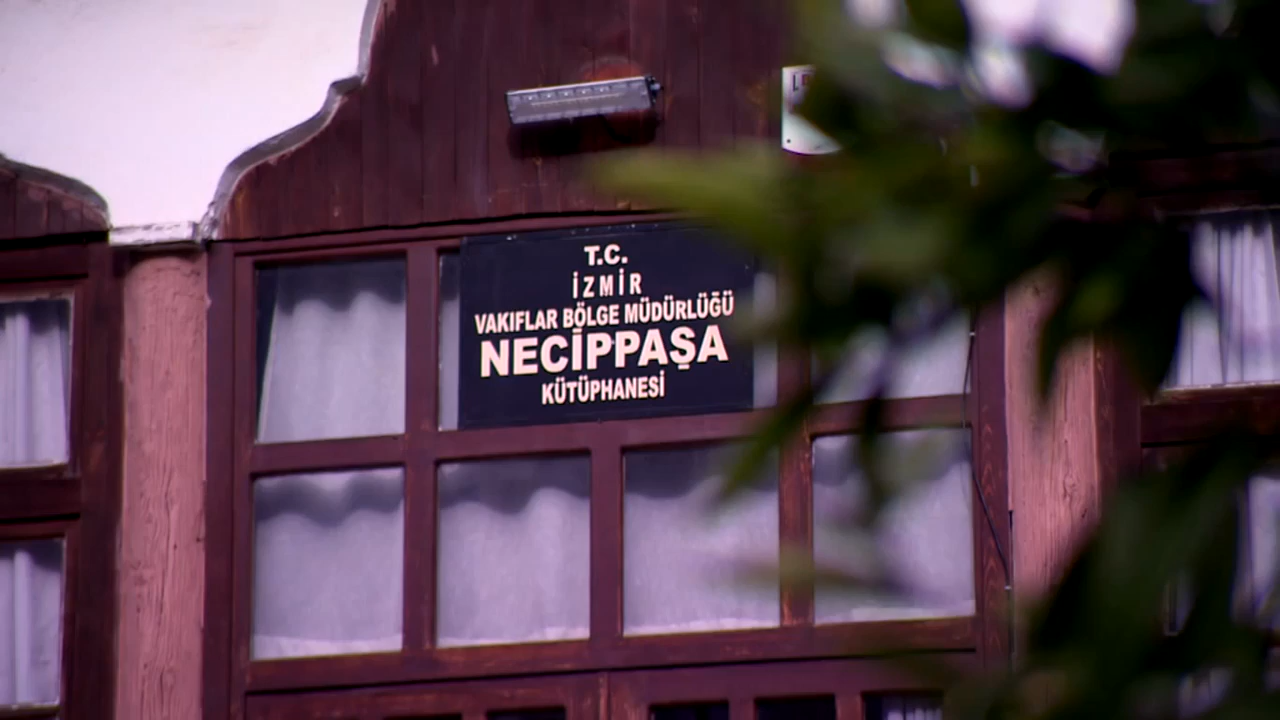 T.C.
İZMİR
VAKIFLAR BÖLGE MÜDÜRLÜĞÜ
NECİPPAŞA
KÜTÜPHANESİ